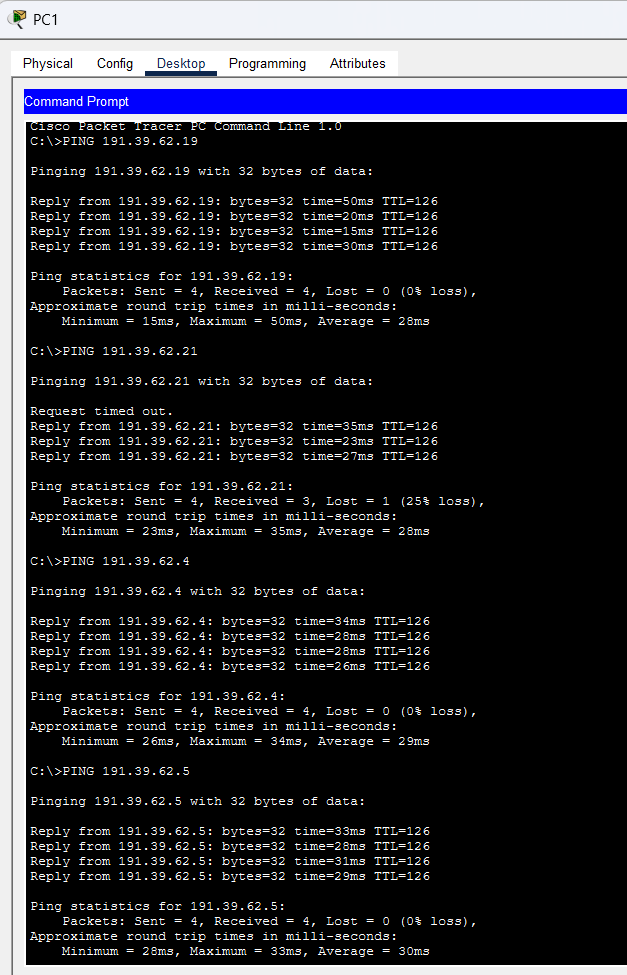 PC1
Physical Config Desktop Programming Attributes
Command Prompt
Cisco Packet Tracer PC Command Line 1.0
C:\>PING 191.39.62.19
Pinging 191.39.62.19 with 32 bytes of data:
Reply from 191.39.62.19: bytes=32 time=50ms TTL=126
Reply from 191.39.62.19: bytes=32 time=20ms TTL=126
Reply from 191.39.62.19: bytes=32 time=15ms TTL=126
Reply from 191.39.62.19: bytes=32 time=30ms TTL=126
Ping statistics for 191.39.62.19:
Packets: Sent = 4, Received = 4, Lost = 0 (0% loss),
Approximate round trip times in milli-seconds:
Minimum = 15ms, Maximum = 50ms, Average = 28ms
C:\>PING 191.39.62.21
Pinging 191.39.62.21 with 32 bytes of data:
Request timed out.
Reply from 191.39.62.21: bytes=32 time=35ms TTL=126
Reply from 191.39.62.21: bytes=32 time=23ms TTL=126
Reply from 191.39.62.21: bytes=32 time=27ms TTL=126
Ping statistics for 191.39.62.21:
Packets: Sent = 4, Received = 3, Lost = 1 (25% loss),
Approximate round trip times in milli-seconds:
Minimum = 23ms, Maximum = 35ms, Average = 28ms
C:\>PING 191.39.62.4
Pinging 191.39.62.4 with 32 bytes of data:
Reply from 191.39.62.4: bytes=32 time=34ms TTL=126
Reply from 191.39.62.4: bytes=32 time=28ms TTL=126
Reply from 191.39.62.4: bytes=32 time=28ms TTL=126
Reply from 191.39.62.4: bytes=32 time=26ms TTL=126
Ping statistics for 191.39.62.4:
Packets: Sent = 4, Received = 4, Lost = 0 (0% loss),
Approximate round trip times in milli-seconds:
Minimum = 26ms, Maximum = 34ms, Average = 29ms
C:\>PING 191.39.62.5
Pinging 191.39.62.5 with 32 bytes of data:
Reply from 191.39.62.5: bytes=32 time=33ms TTL=126
Reply from 191.39.62.5: bytes=32 time=28ms TTL=126
Reply from 191.39.62.5: bytes=32 time=31ms TTL=126
Reply from 191.39.62.5: bytes=32 time=29ms TTL=126
Ping statistics for 191.39.62.5:
Packets: Sent = 4, Received = 4, Lost = 0 (0% loss),
Approximate round trip times in milli-seconds:
Minimum = 28ms, Maximum = 33ms, Average = 30ms